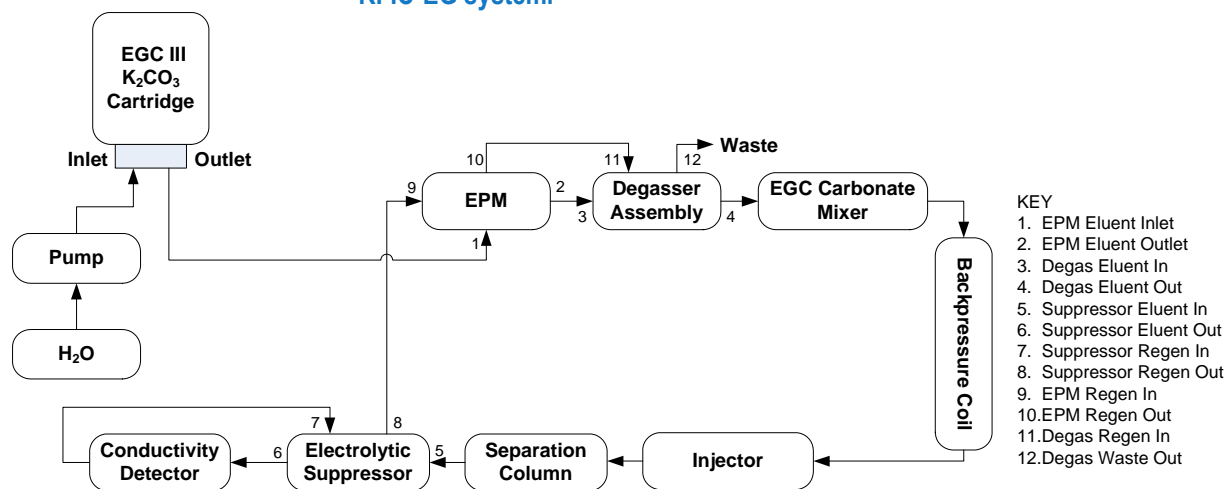 EGC III
K₂CO₃
Cartridge
Inlet
Outlet
Pump
H₂O
10
11
12
Waste
9
EPM
2
3
Degasser
Assembly
4
EGC Carbonate
Mixer
1
Backpressure Coil
7
8
Conductivity
Detector
6
Electrolytic
Suppressor
5
Separation
Column
Injector
KEY
1. EPM Eluent Inlet
2. EPM Eluent Outlet
3. Degas Eluent In
4. Degas Eluent Out
5. Suppressor Eluent In
6. Suppressor Eluent Out
7. Suppressor Regen In
8. Suppressor Regen Out
9. EPM Regen In
10.EPM Regen Out
11.Degas Regen In
12.Degas Waste Out